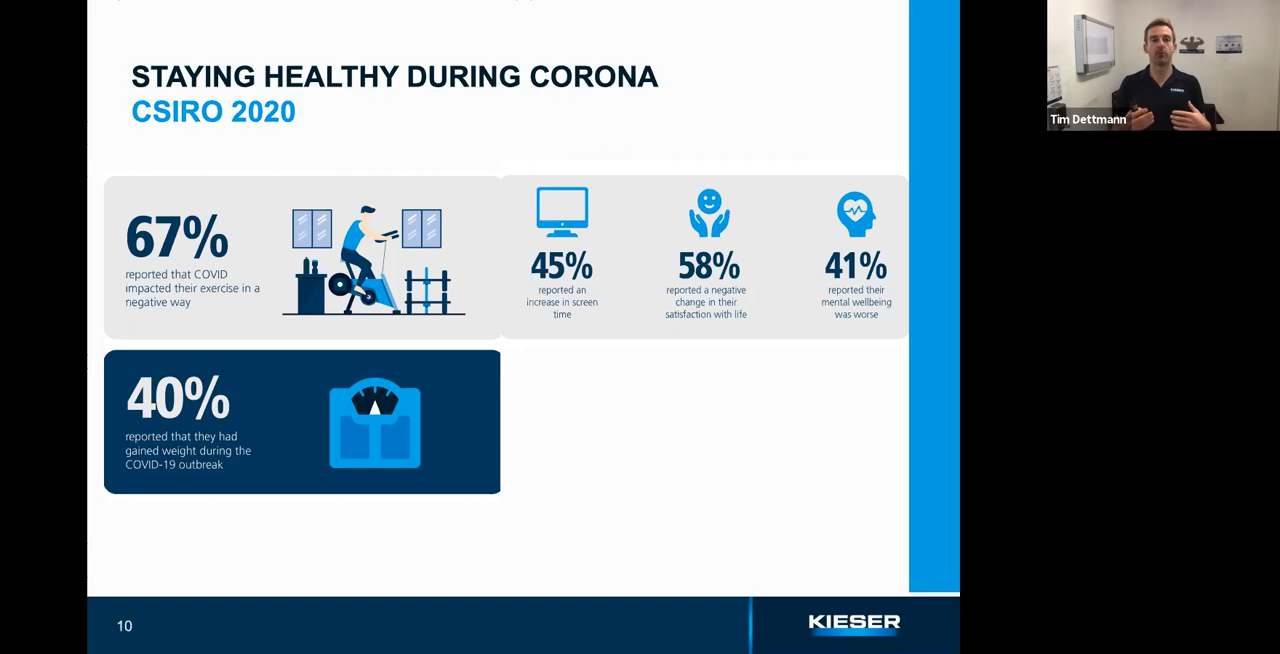 STAYING HEALTHY DURING CORONA
CSIRO 2020
67%
reported that COVID
impacted their exercise in a
negative way
45%
reported an
increase in screen
time
58%
reported a negative
change in their
satisfaction with life
41%
reported their
mental wellbeing
was worse
40%
reported that they had
gained weight during the
COVID-19 outbreak
10
KIESER
KIESER
Tim Dettmann